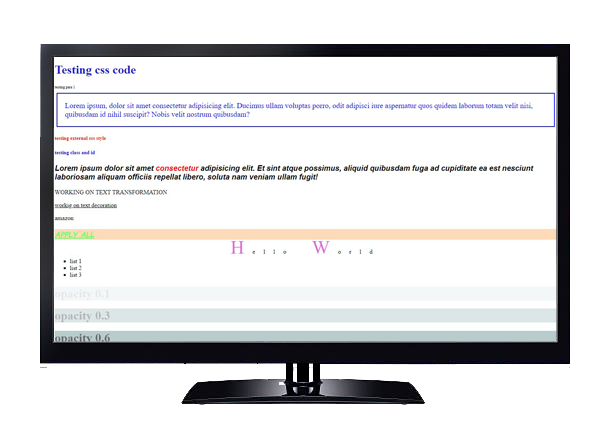 Testing css code
testing para 1
Lorem ipsum, dolor sit amet consectetur adipisicing elit. Ducimus ullam voluptas porro, odit adipisci iure aspernatur quos quidem laborum totam velit nisi,
quibusdam id nihil suscipit? Nobis velit nostrum quibusdam?
testing external css style
testing class and id
Lorem ipsum dolor sit amet consectetur adipisicing elit. Et sint atque possimus, aliquid quibusdam fuga ad cupiditate ea est nesciunt
laboriosam aliquam officiis repellat libero, soluta nam veniam ullam fugit!
WORKING ON TEXT TRANSFORMATION
workig on text decoration
amazon
APPLY ALL
Hello World
list 1
list 2
list 3
opacity 0.1
opacity 0.3
opacity 0.6